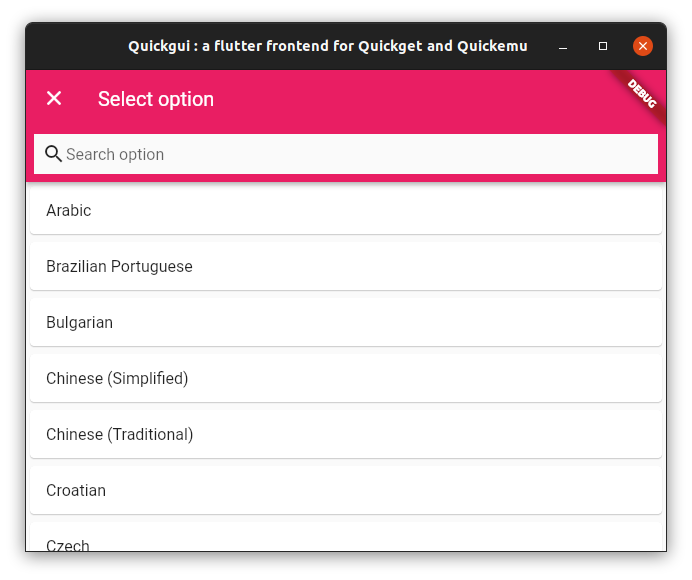 Quickgui : a flutter frontend for Quickget and Quickemu
Select option
DEBUG
Search option
Arabic
Brazilian Portuguese
Bulgarian
Chinese (Simplified)
Chinese (Traditional)
Croatian
Czech